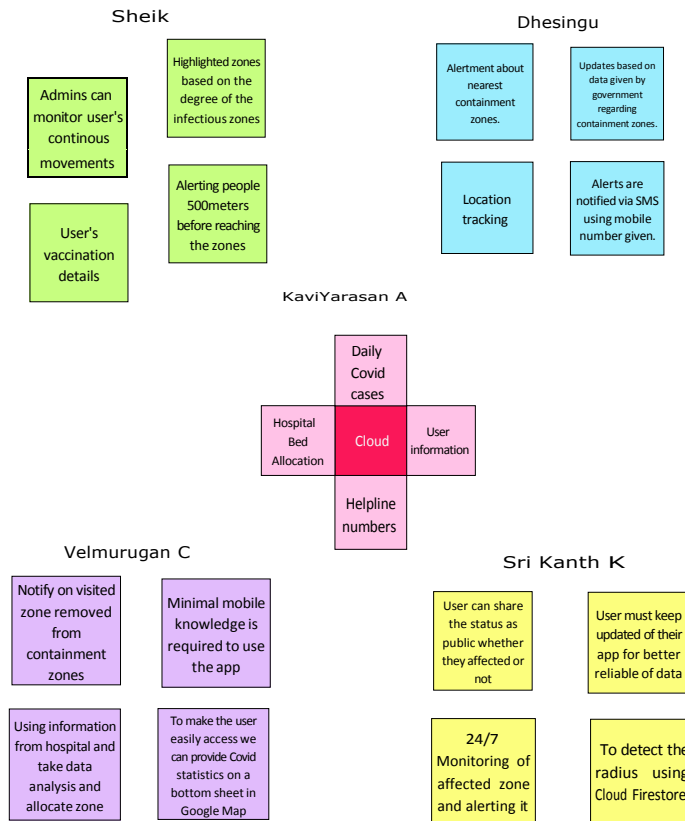 Sheik
Admins can
monitor user's
continous
movements
Highlighted zones
based on the
degree of the
infectious zones
User's
vaccination
details
Alerting people
500meters
before reaching
the zones
Dhesingu
Alertment about
nearest
containment
zones.
Updates based on
data given by
government
regarding
containment zones.
Location
tracking
Alerts are
notified via SMS
using mobile
number given.
KaviYarasan A
Daily
Covid
cases
Hospital
Bed
Allocation
Cloud
User
information
Helpline
numbers
Velmurugan C
Notify on visited
zone removed
from
containment
zones
Minimal mobile
knowledge is
required to use
the app
Using information
from hospital and
take data
analysis and
allocate zone
To make the user
easily access we
can provide Covid
statistics on a
bottom sheet in
Google Map
Sri Kanth K
User can share
the status as
public whether
they affected or
not
User must keep
updated of their
app for better
reliable of data
24/7
Monitoring of
affected zone
and alerting it
To detect the
radius using
Cloud Firestore